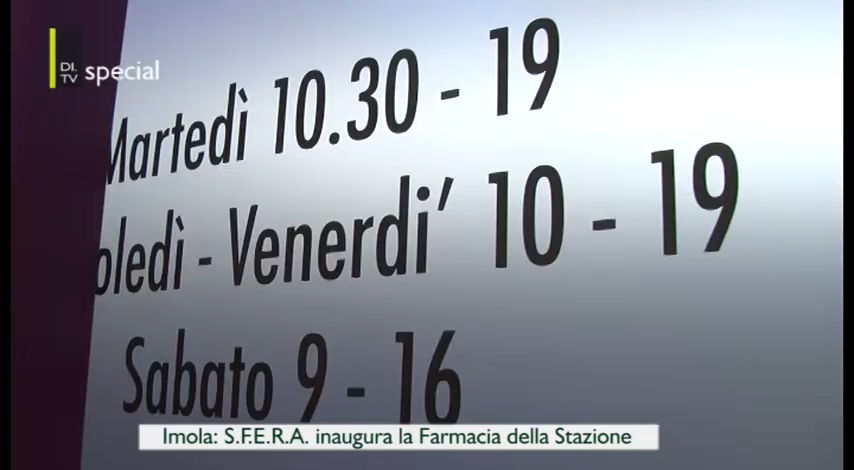 DI.
TV special
Martedì 10.30 - 19
oledì - Venerdi' 10 - 19
Sabato 9 - 16
Imola: S.F.E.R.A. inaugura la Farmacia della Stazione